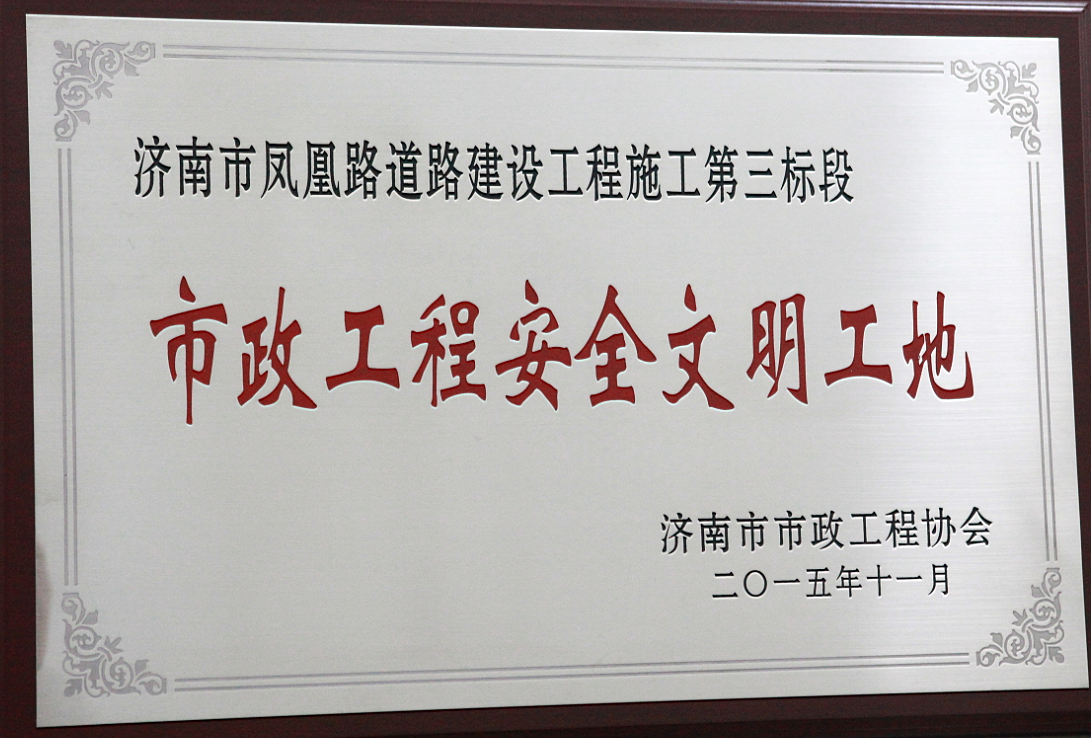 济南市凤凰路道路建设工程施工第三标段
市政工程安全文明工地
济南市市政工程协会
二〇一五年十一月